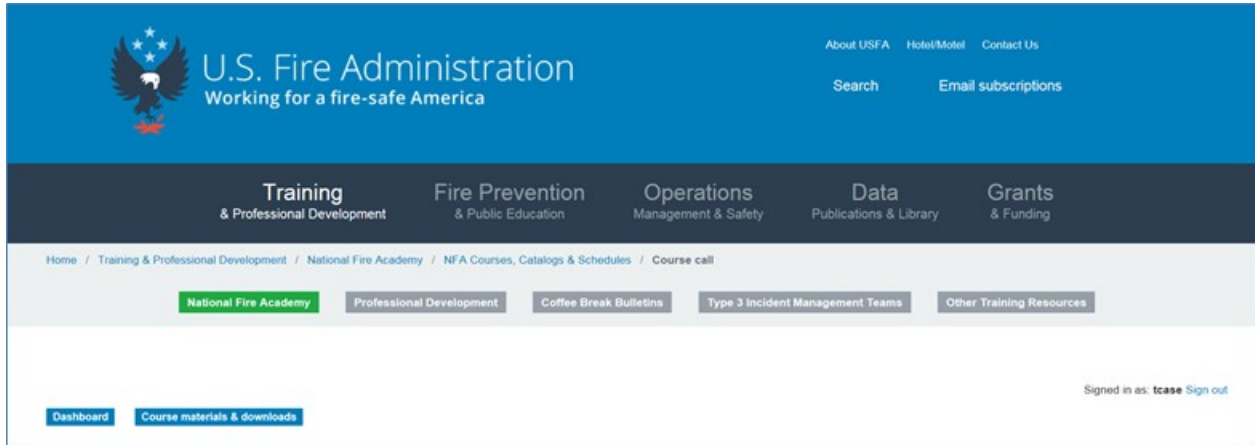 About USFA Hotel/Motel Contact Us
U.S. Fire Administration
Working for a fire-safe America
Search Email subscriptions
Training Fire Prevention Operations Data Grants
& Professional Development & Public Education Management & Safety Publications & Library & Funding
Home / Training & Professional Development / National Fire Academy / NFA Courses, Catalogs & Schedules / Course call
National Fire Academy Professional Development Coffee Break Bulletins Type 3 Incident Management Teams Other Training Resources
Signed in as: tcase Sign out
Dashboard Course materials & downloads